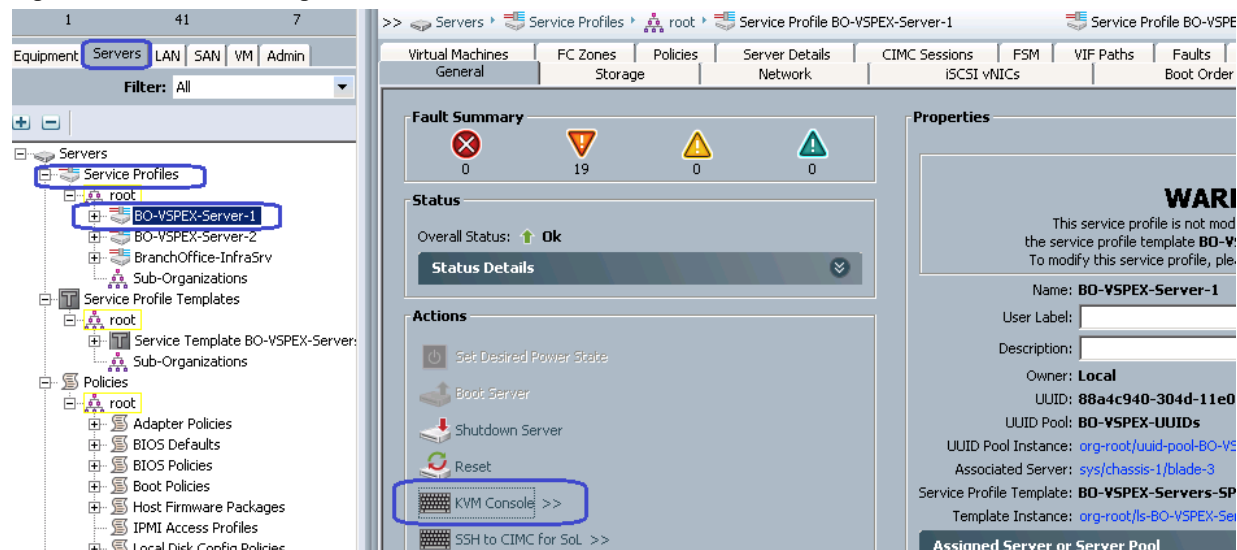 1 41 7
Equipment Servers LAN SAN VM Admin
Filter: All
Servers
Service Profiles
root
BO-VSPEX-Server-1
BO-VSPEX-Server-2
BranchOffice-InfraSrv
Sub-Organizations
Service Profile Templates
root
Service Template BO-VSPEX-Server
Sub-Organizations
Policies
root
Adapter Policies
BIOS Defaults
BIOS Policies
Boot Policies
Host Firmware Packages
IPMI Access Profiles
Local Disk Config Policies
>> Servers Service Profiles root Service Profile BO-VSPEX-Server-1 Service Profile BO-VSPE
Virtual Machines FC Zones Policies Server Details CIMC Sessions FSM VIF Paths Faults
General Storage Network iSCSI vNICs Boot Order
Fault Summary
0 19 0 0
Status
Overall Status: Ok
Status Details
Actions
Set Desired Power State
Boot Server
Shutdown Server
Reset
KVM Console >>
SSH to CIMC for SoL >>
Properties
WAR
This service profile is not mod
the service profile template BO-VS
To modify this service profile, plea
Name: BO-VSPEX-Server-1
User Label:
Description:
Owner: Local
UUID: 88a4c940-304d-11e0
UUID Pool: BO-VSPEX-UUIDs
UUID Pool Instance: org-root/uuid-pool-BO-VS
Associated Server: sys/chassis-1/blade-3
Service Profile Template: BO-VSPEX-Servers-SP
Template Instance: org-root/ls-BO-VSPEX-Ser
Assigned Server or Server Pool